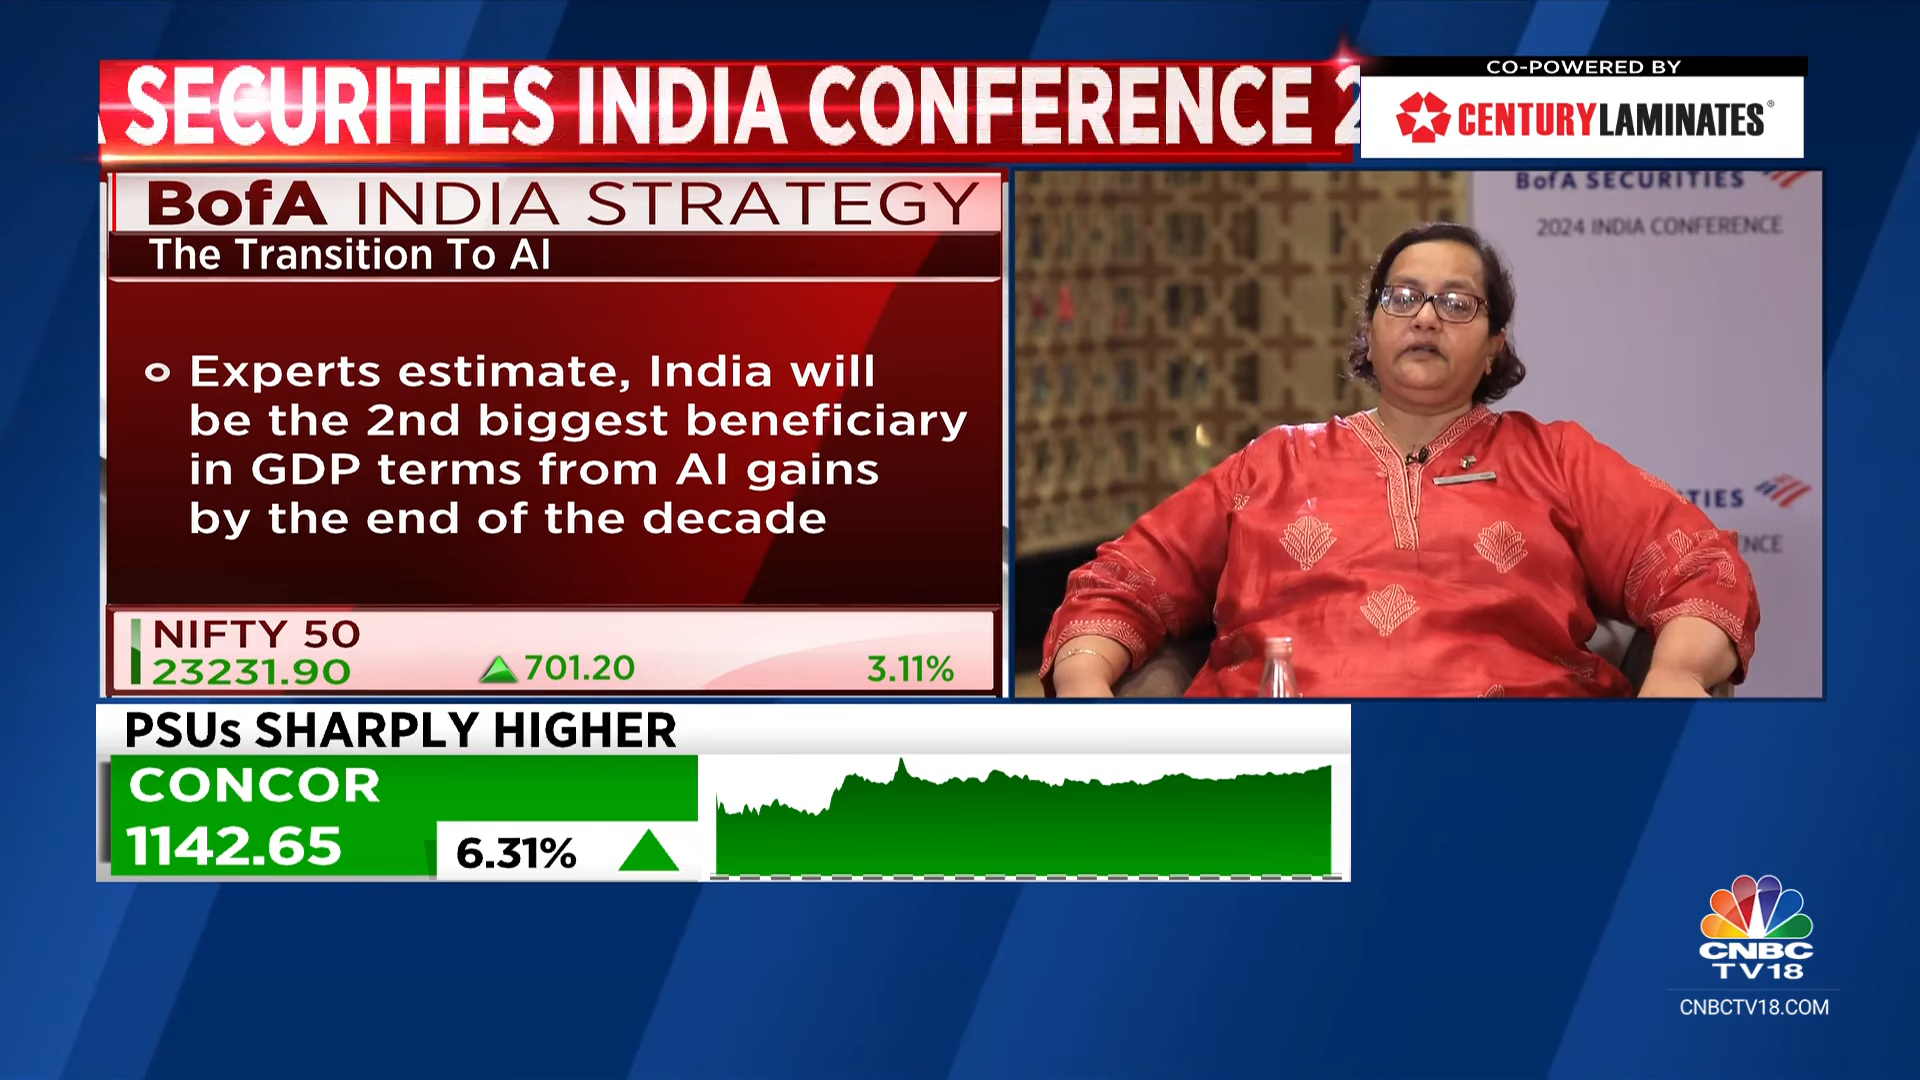 SECURITIES INDIA CONFERENCE 2
CO-POWERED BY
CENTURYLAMINATES®
BofA INDIA STRATEGY
The Transition To AI
Experts estimate, India will
be the 2nd biggest beneficiary
in GDP terms from AI gains
by the end of the decade
NIFTY 50
23231.90 701.20 3.11%
BofA SECURITIES
2024 INDIA CONFERENCE
TIES
NCE
PSUs SHARPLY HIGHER
CONCOR
1142.65
6.31%
CNBC
TV18
CNBCTV18.COM